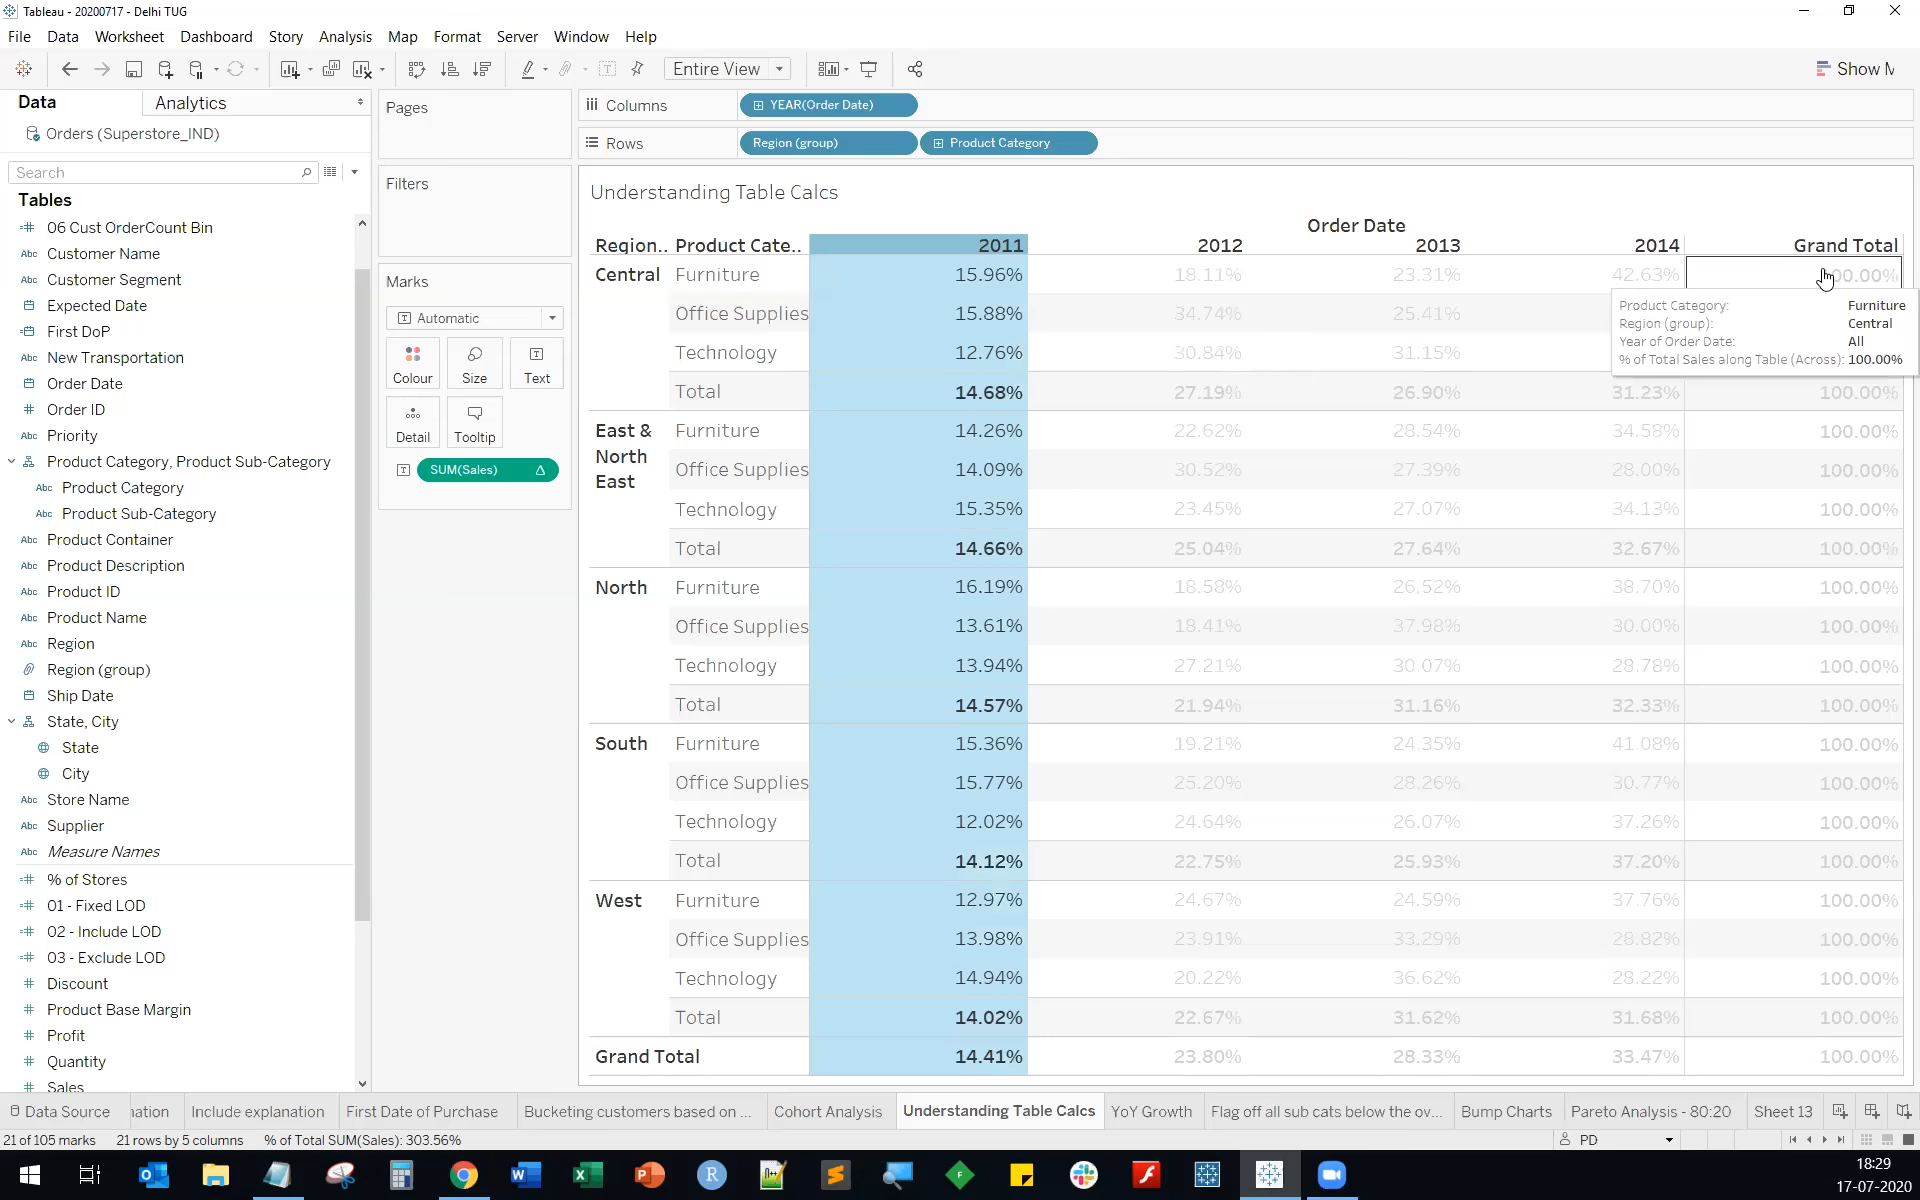 Tableau - 20200717 - Delhi TUG
File Data Worksheet Dashboard Story Analysis Map Format Server Window Help
Entire View
Show M
Data Analytics
Orders (Superstore_IND)
Search
Tables
06 Cust OrderCount Bin
Abc Customer Name
Abc Customer Segment
Expected Date
First DoP
Abc New Transportation
Order Date
# Order ID
Abc Priority
Product Category, Product Sub-Category
Abc Product Category
Abc Product Sub-Category
Abc Product Container
Abc Product Description
Abc Product ID
Abc Product Name
Abc Region
Region (group)
Ship Date
State, City
State
City
Abc Store Name
Abc Supplier
Abc Measure Names
% of Stores
01 - Fixed LOD
02 - Include LOD
03 - Exclude LOD
# Discount
# Product Base Margin
# Profit
# Quantity
# Sales
Pages
Filters
Marks
Automatic
Colour Size Text
Detail Tooltip
SUM(Sales) Δ
Columns YEAR(Order Date)
Rows Region (group) Product Category
Understanding Table Calcs
Order Date
Region.. Product Cate.. 2011 2012 2013 2014 Grand Total
Central Furniture 15.96% 18.11% 23.31% 42.63% 00.00%
Office Supplies 15.88% 34.74% 25.41%
Technology 12.76% 30.84% 31.15%
Total 14.68% 27.19% 26.90% 31.23% 100.00%
Product Category: Furniture
Region (group): Central
Year of Order Date: All
% of Total Sales along Table (Across): 100.00%
East & North East Furniture 14.26% 22.62% 28.54% 34.58% 100.00%
Office Supplies 14.09% 30.52% 27.39% 28.00% 100.00%
Technology 15.35% 23.45% 27.07% 34.13% 100.00%
Total 14.66% 25.04% 27.64% 32.67% 100.00%
North Furniture 16.19% 18.58% 26.52% 38.70% 100.00%
Office Supplies 13.61% 18.41% 37.98% 30.00% 100.00%
Technology 13.94% 27.21% 30.07% 28.78% 100.00%
Total 14.57% 21.94% 31.16% 32.33% 100.00%
South Furniture 15.36% 19.21% 24.35% 41.08% 100.00%
Office Supplies 15.77% 25.20% 28.26% 30.77% 100.00%
Technology 12.02% 24.64% 26.07% 37.26% 100.00%
Total 14.12% 22.75% 25.93% 37.20% 100.00%
West Furniture 12.97% 24.67% 24.59% 37.76% 100.00%
Office Supplies 13.98% 23.91% 33.29% 28.82% 100.00%
Technology 14.94% 20.22% 36.62% 28.22% 100.00%
Total 14.02% 22.67% 31.62% 31.68% 100.00%
Grand Total 14.41% 23.80% 28.33% 33.47% 100.00%
Data Source nation Include explanation First Date of Purchase Bucketing customers based on ... Cohort Analysis Understanding Table Calcs YoY Growth Flag off all sub cats below the ov... Bump Charts Pareto Analysis - 80:20 Sheet 13
21 of 105 marks 21 rows by 5 columns % of Total SUM(Sales): 303.56% PD
18:29
17-07-2020